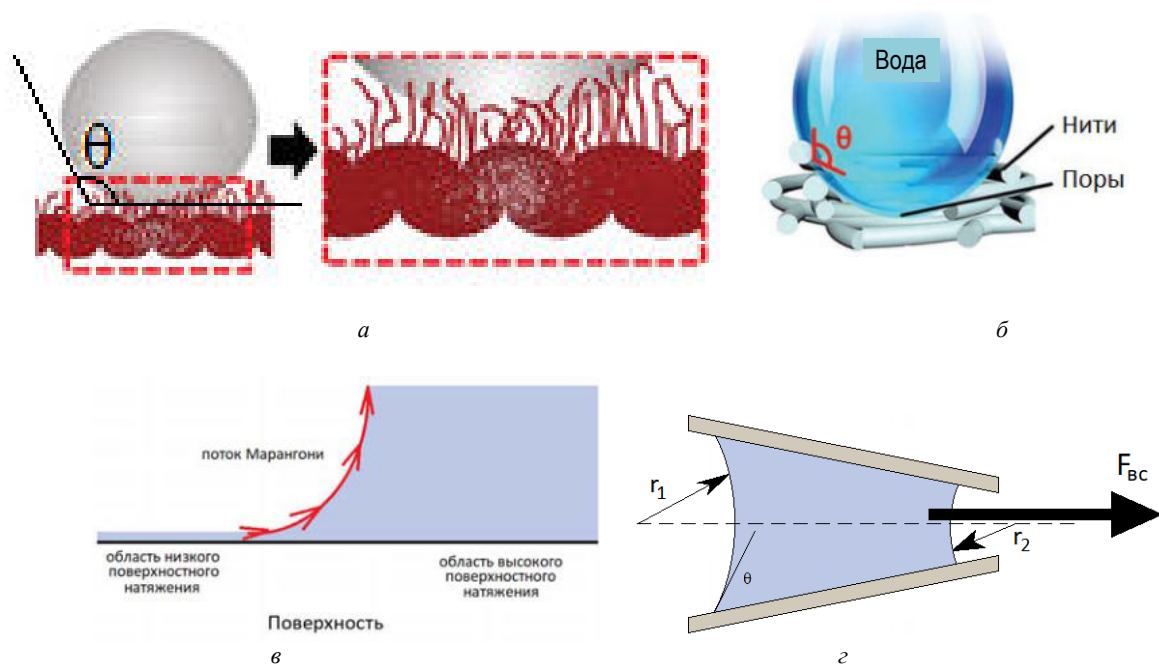 θ
Вода
θ
Нити
Поры
а
б
поток Марангони
область низкого
поверхностного
натяжения
область высокого
поверхностного
натяжения
Поверхность
r1
θ
r2
Fвс
в
г